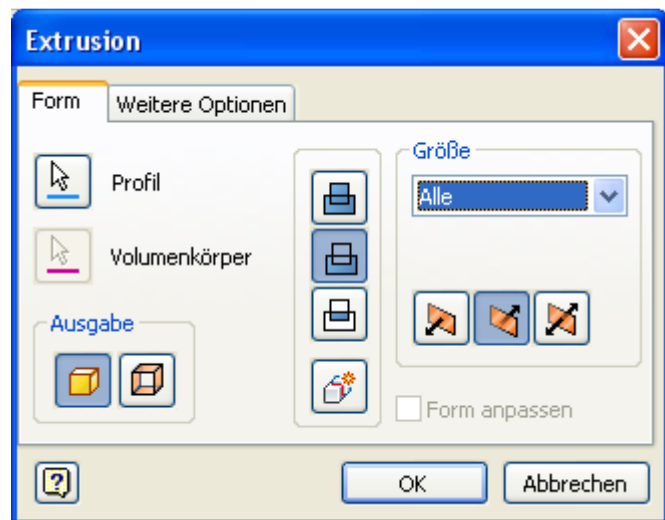 Extrusion
Form
Weitere Optionen
Profil
Volumenkörper
Ausgabe
Größe
Alle
Form anpassen
OK
Abbrechen